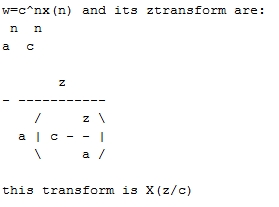 w=c^nx(n) and its ztransform are:
n n
a c
z
- -----------
/ z \
a | c - - |
\ a /
this transform is X(z/c)